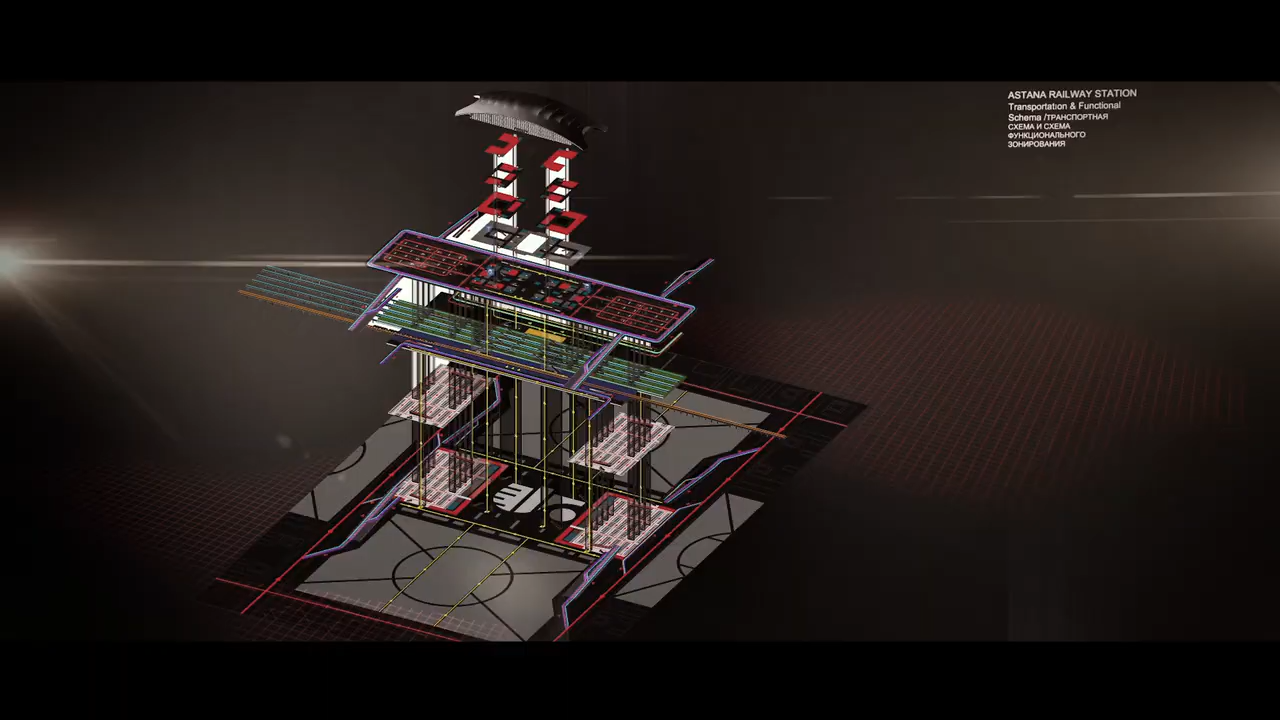 ASTANA RAILWAY STATION
Transportation & Functional
Schema /ТРАНСПОРТНАЯ
СХЕМА И СХЕМА
ФУНКЦИОНАЛЬНОГО
ЗОНИРОВАНИЯ